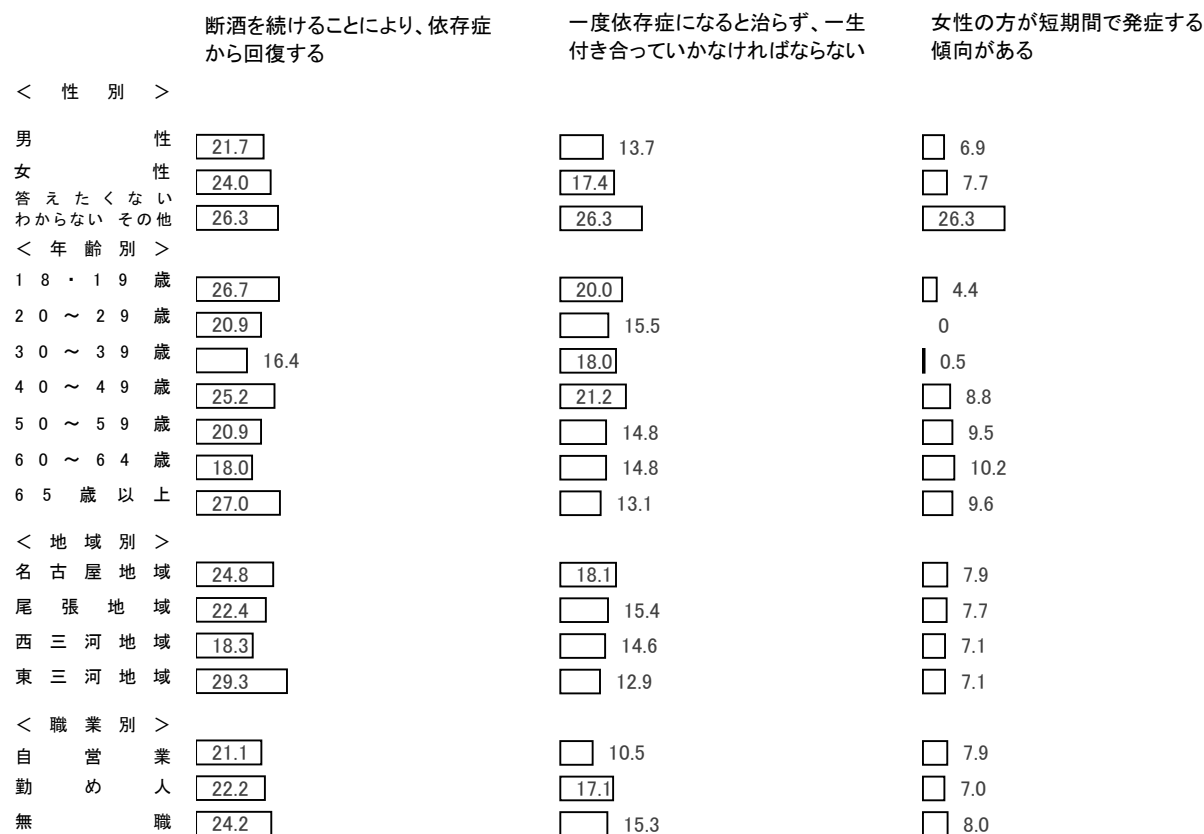 断酒を続けることにより、依存症
から回復する
一度依存症になると治らず、一生
付き合っていかなければならない
女性の方が短期間で発症する
傾向がある
＜ 性 別 ＞
男 性 21.7 13.7 6.9
女 性 24.0 17.4 7.7
答えたくない
わからない その他 26.3 26.3 26.3
＜ 年 齢 別 ＞
１８・１９歳 26.7 20.0 4.4
２０～２９歳 20.9 15.5 0
３０～３９歳 16.4 18.0 0.5
４０～４９歳 25.2 21.2 8.8
５０～５９歳 20.9 14.8 9.5
６０～６４歳 18.0 14.8 10.2
６５歳以上 27.0 13.1 9.6
＜ 地 域 別 ＞
名古屋地域 24.8 18.1 7.9
尾張地域 22.4 15.4 7.7
西三河地域 18.3 14.6 7.1
東三河地域 29.3 12.9 7.1
＜ 職 業 別 ＞
自営業 21.1 10.5 7.9
勤め人 22.2 17.1 7.0
無職 24.2 15.3 8.0